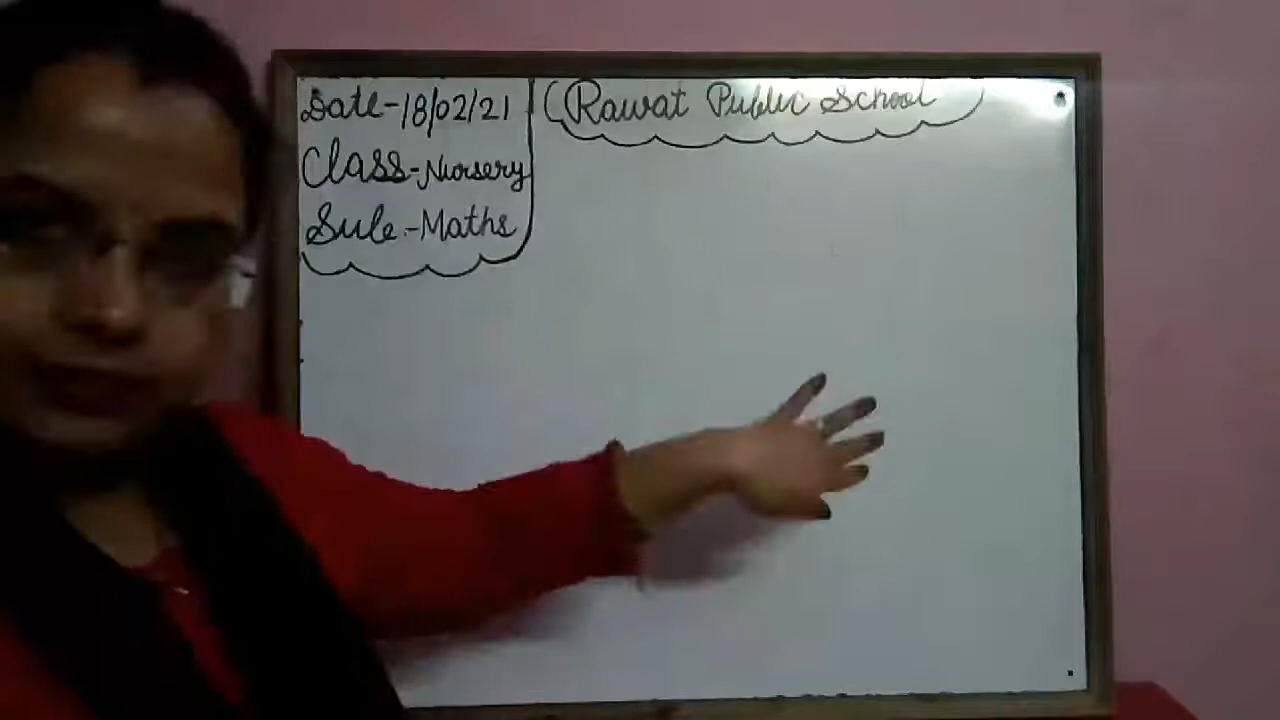 Date-18/02/21
Rawat Public School
Class-Nursery
Sub.-Maths